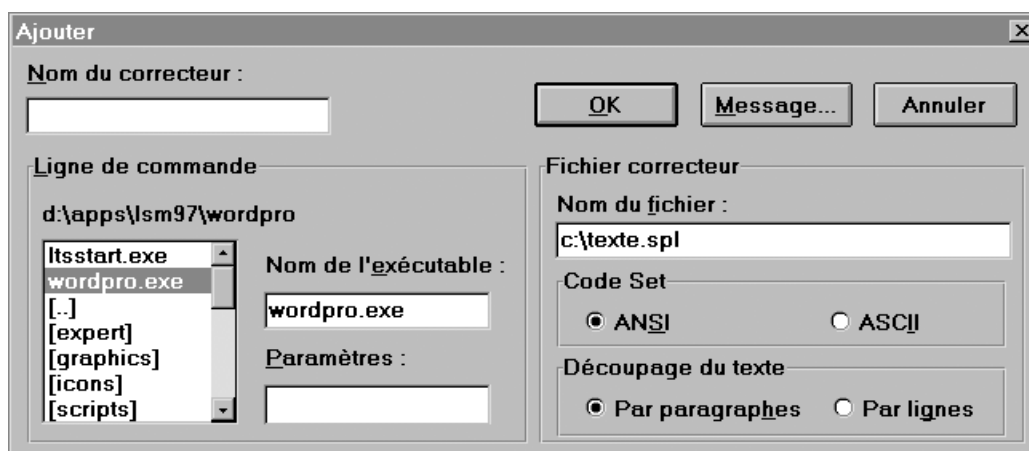 Ajouter
Nom du correcteur :
OK
Message...
Annuler
Ligne de commande
d:\apps\lsm97\wordpro
ltsstart.exe
wordpro.exe
[..]
[expert]
[graphics]
[icons]
[scripts]
Nom de l'exécutable :
wordpro.exe
Paramètres :
Fichier correcteur
Nom du fichier :
c:\texte.spl
Code Set
ANSI
ASCII
Découpage du texte
Par paragraphes
Par lignes